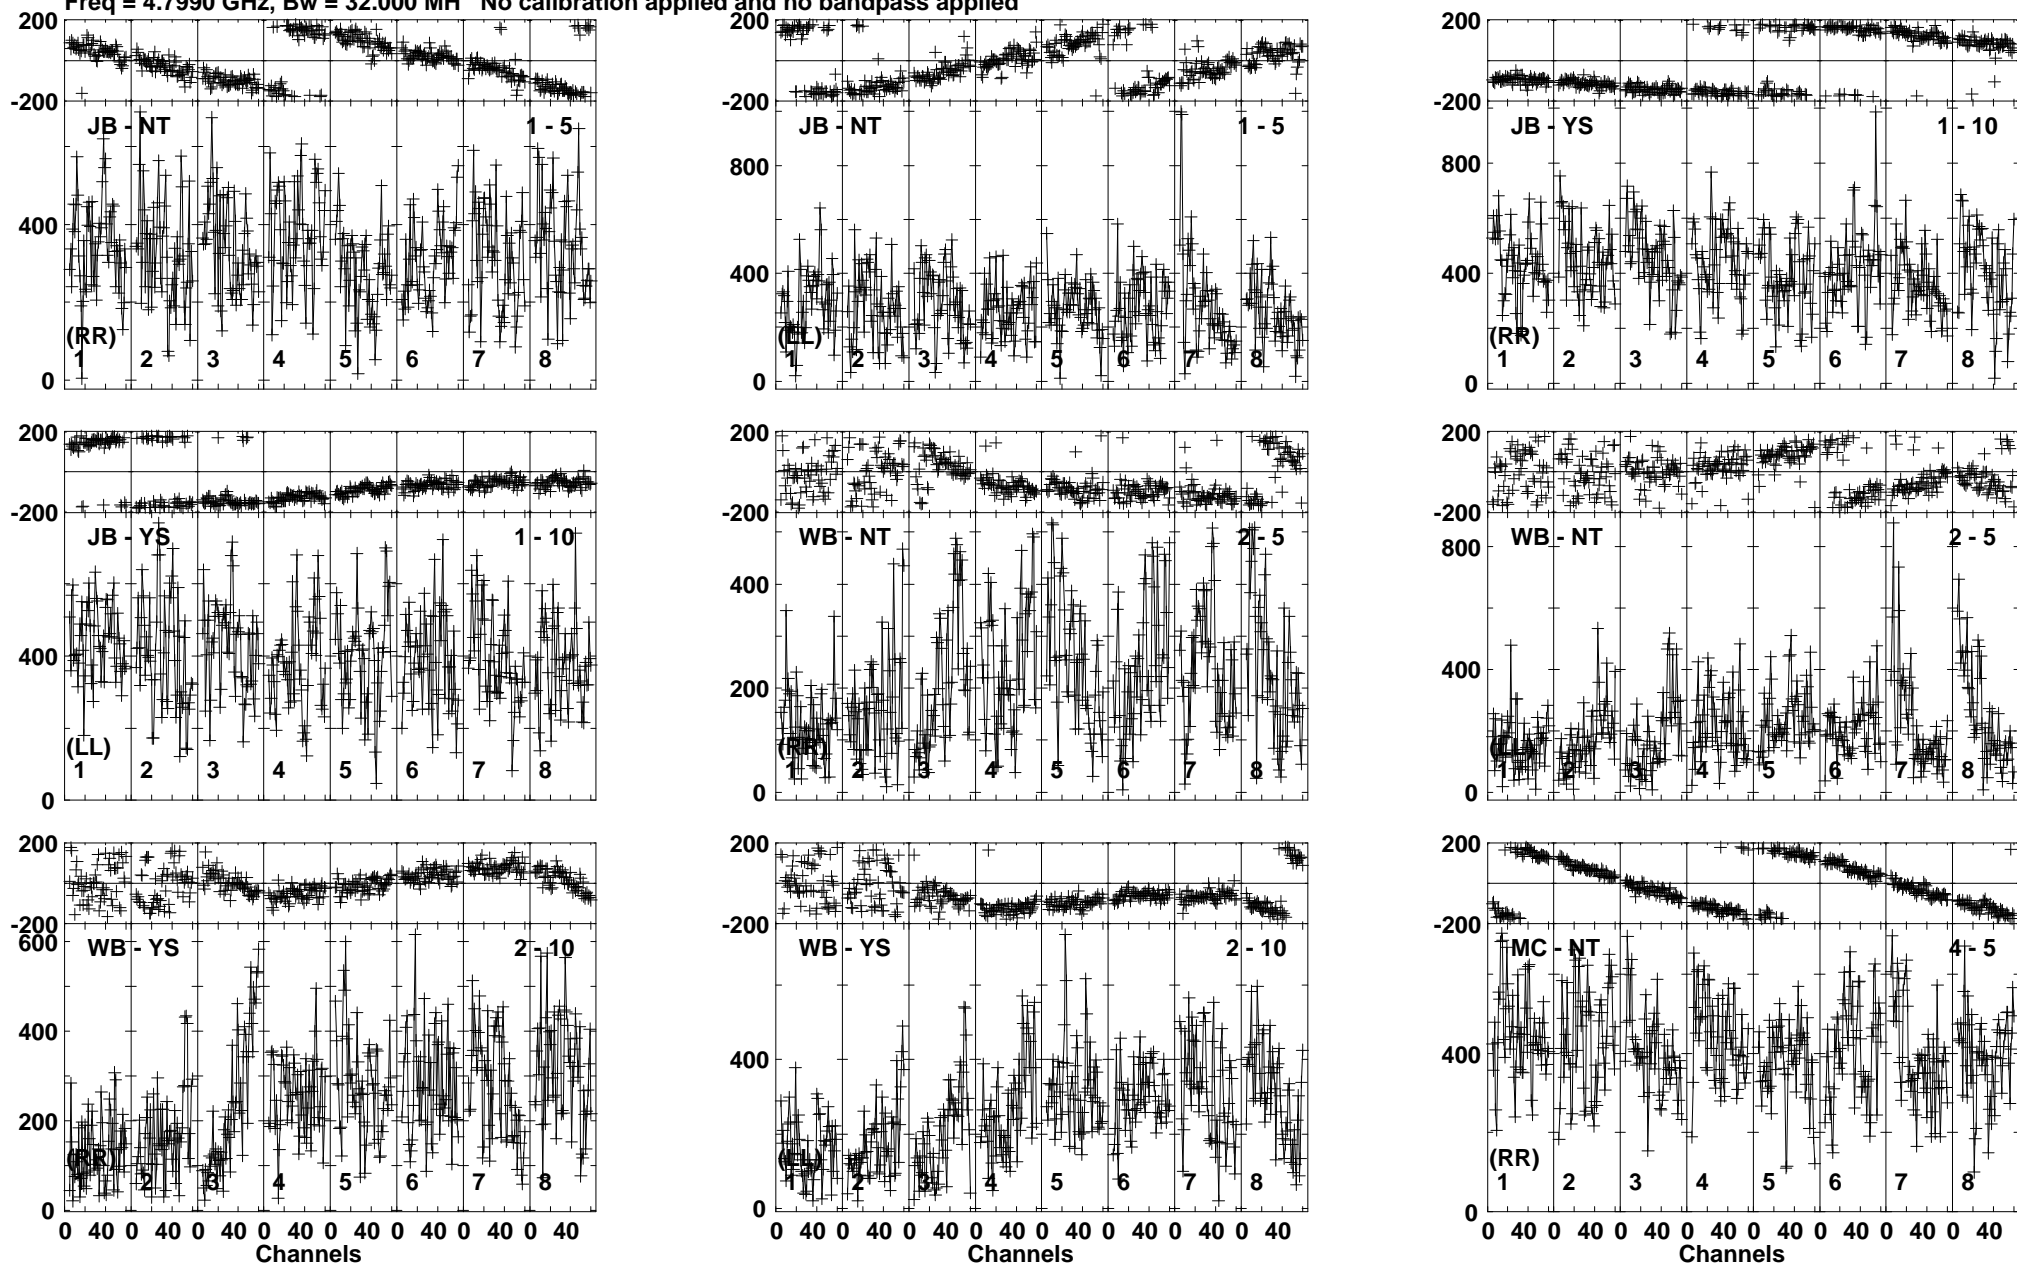 Freq = 4.7990 GHz, Bw = 32.000 MH No calibration applied and no bandpass applied
200
-200
JB - NT 1 - 5
400
(RR)
1 2 3 4 5 6 7 8
0
200
-200
JB - NT 1 - 5
800
400
(LL)
1 2 3 4 5 6 7 8
0
200
-200
JB - YS 1 - 10
800
400
(RR)
1 2 3 4 5 6 7 8
0
200
-200
JB - YS 1 - 10
400
(LL)
1 2 3 4 5 6 7 8
0
200
-200
WB - NT 2 - 5
400
200
(RR)
1 2 3 4 5 6 7 8
0
200
-200
WB - NT 2 - 5
800
400
(LL)
1 2 3 4 5 6 7 8
0
200
-200
600
WB - YS 2 - 10
400
200
(RR)
1 2 3 4 5 6 7 8
0
0 40 0 40 0 40 0 40 0 40 0 40 0 40 0 40
Channels
200
-200
WB - YS 2 - 10
400
(LL)
1 2 3 4 5 6 7 8
0
0 40 0 40 0 40 0 40 0 40 0 40 0 40 0 40
Channels
200
-200
MC - NT 4 - 5
400
(RR)
1 2 3 4 5 6 7 8
0
0 40 0 40 0 40 0 40 0 40 0 40 0 40 0 40
Channels